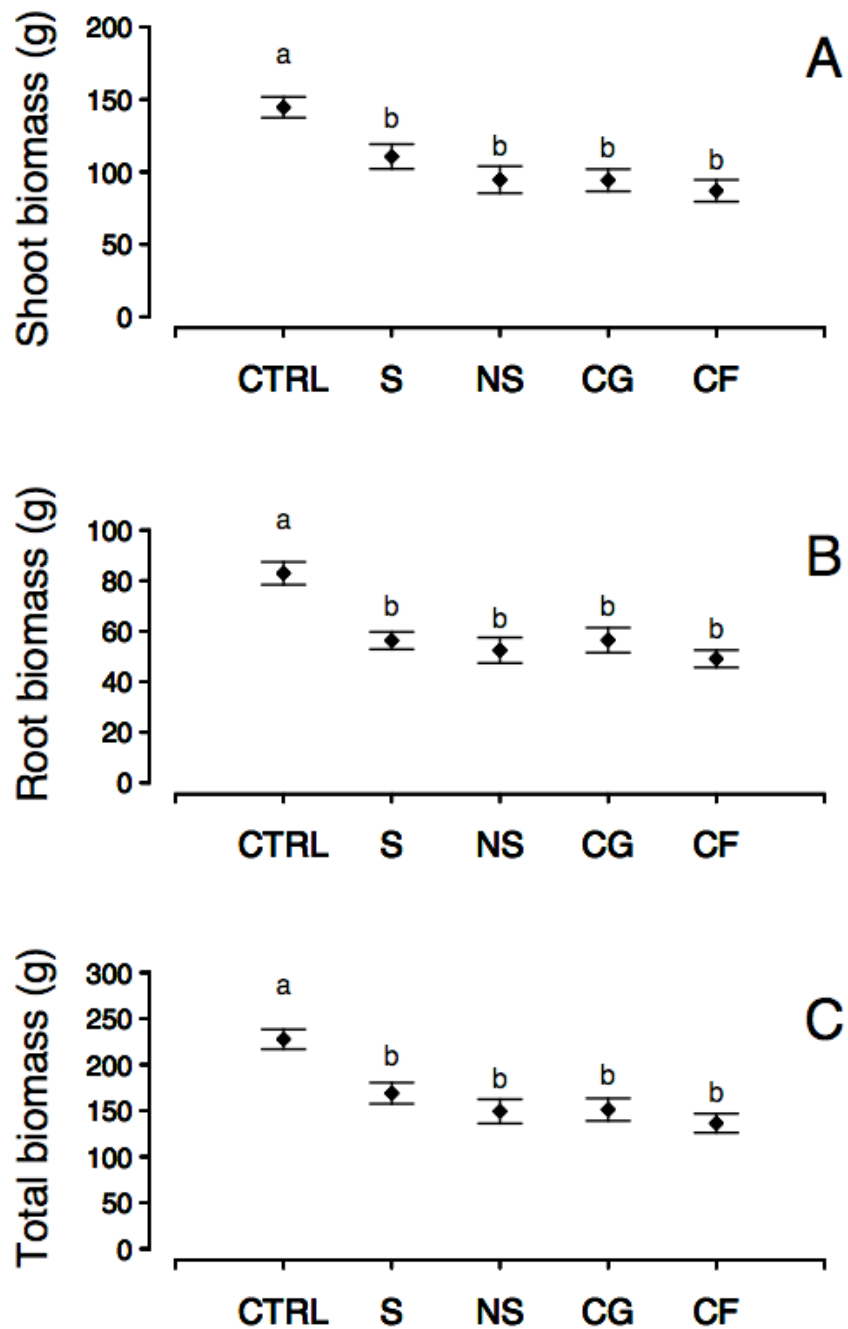 Shoot biomass (g)
A
200
150
100
50
0
a
b
b
b
b
CTRL S NS CG CF
Root biomass (g)
B
100
80
60
40
20
0
a
b
b
b
b
CTRL S NS CG CF
Total biomass (g)
C
300
250
200
150
100
50
0
a
b
b
b
b
CTRL S NS CG CF